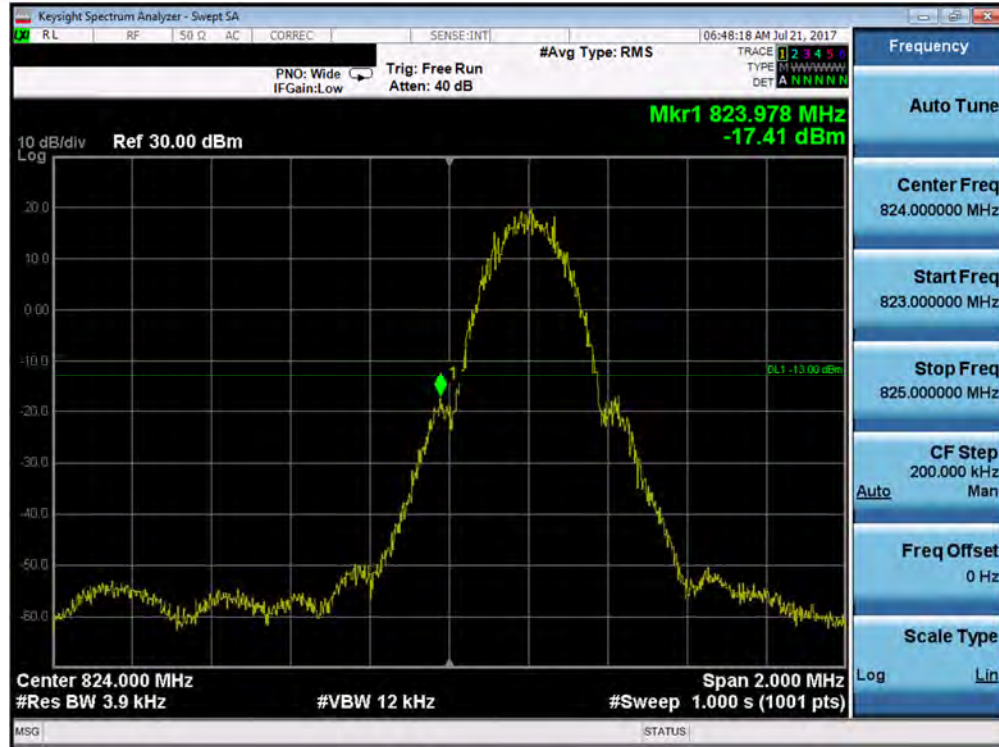 Keysight Spectrum Analyzer - Swept SA
LXI RL RF 50 Ω AC CORREC SENSE:INT 06:48:18 AM Jul 21, 2017
#Avg Type: RMS
TRACE 1 2 3 4 5 6
TYPE M WWWWW
DET A N N N N N
PNO: Wide
IFGain:Low
Trig: Free Run
Atten: 40 dB
Mkr1 823.978 MHz
-17.41 dBm
10 dB/div Ref 30.00 dBm
Log
20.0
10.0
0.00
-10.0
-20.0
-30.0
-40.0
-50.0
-60.0
1
DL1 -13.00 dBm
Center 824.000 MHz
Span 2.000 MHz
#Res BW 3.9 kHz
#VBW 12 kHz
#Sweep 1.000 s (1001 pts)
MSG
STATUS
Frequency
Auto Tune
Center Freq
824.000000 MHz
Start Freq
823.000000 MHz
Stop Freq
825.000000 MHz
CF Step
200.000 kHz
Auto Man
Freq Offset
0 Hz
Scale Type
Log Lin